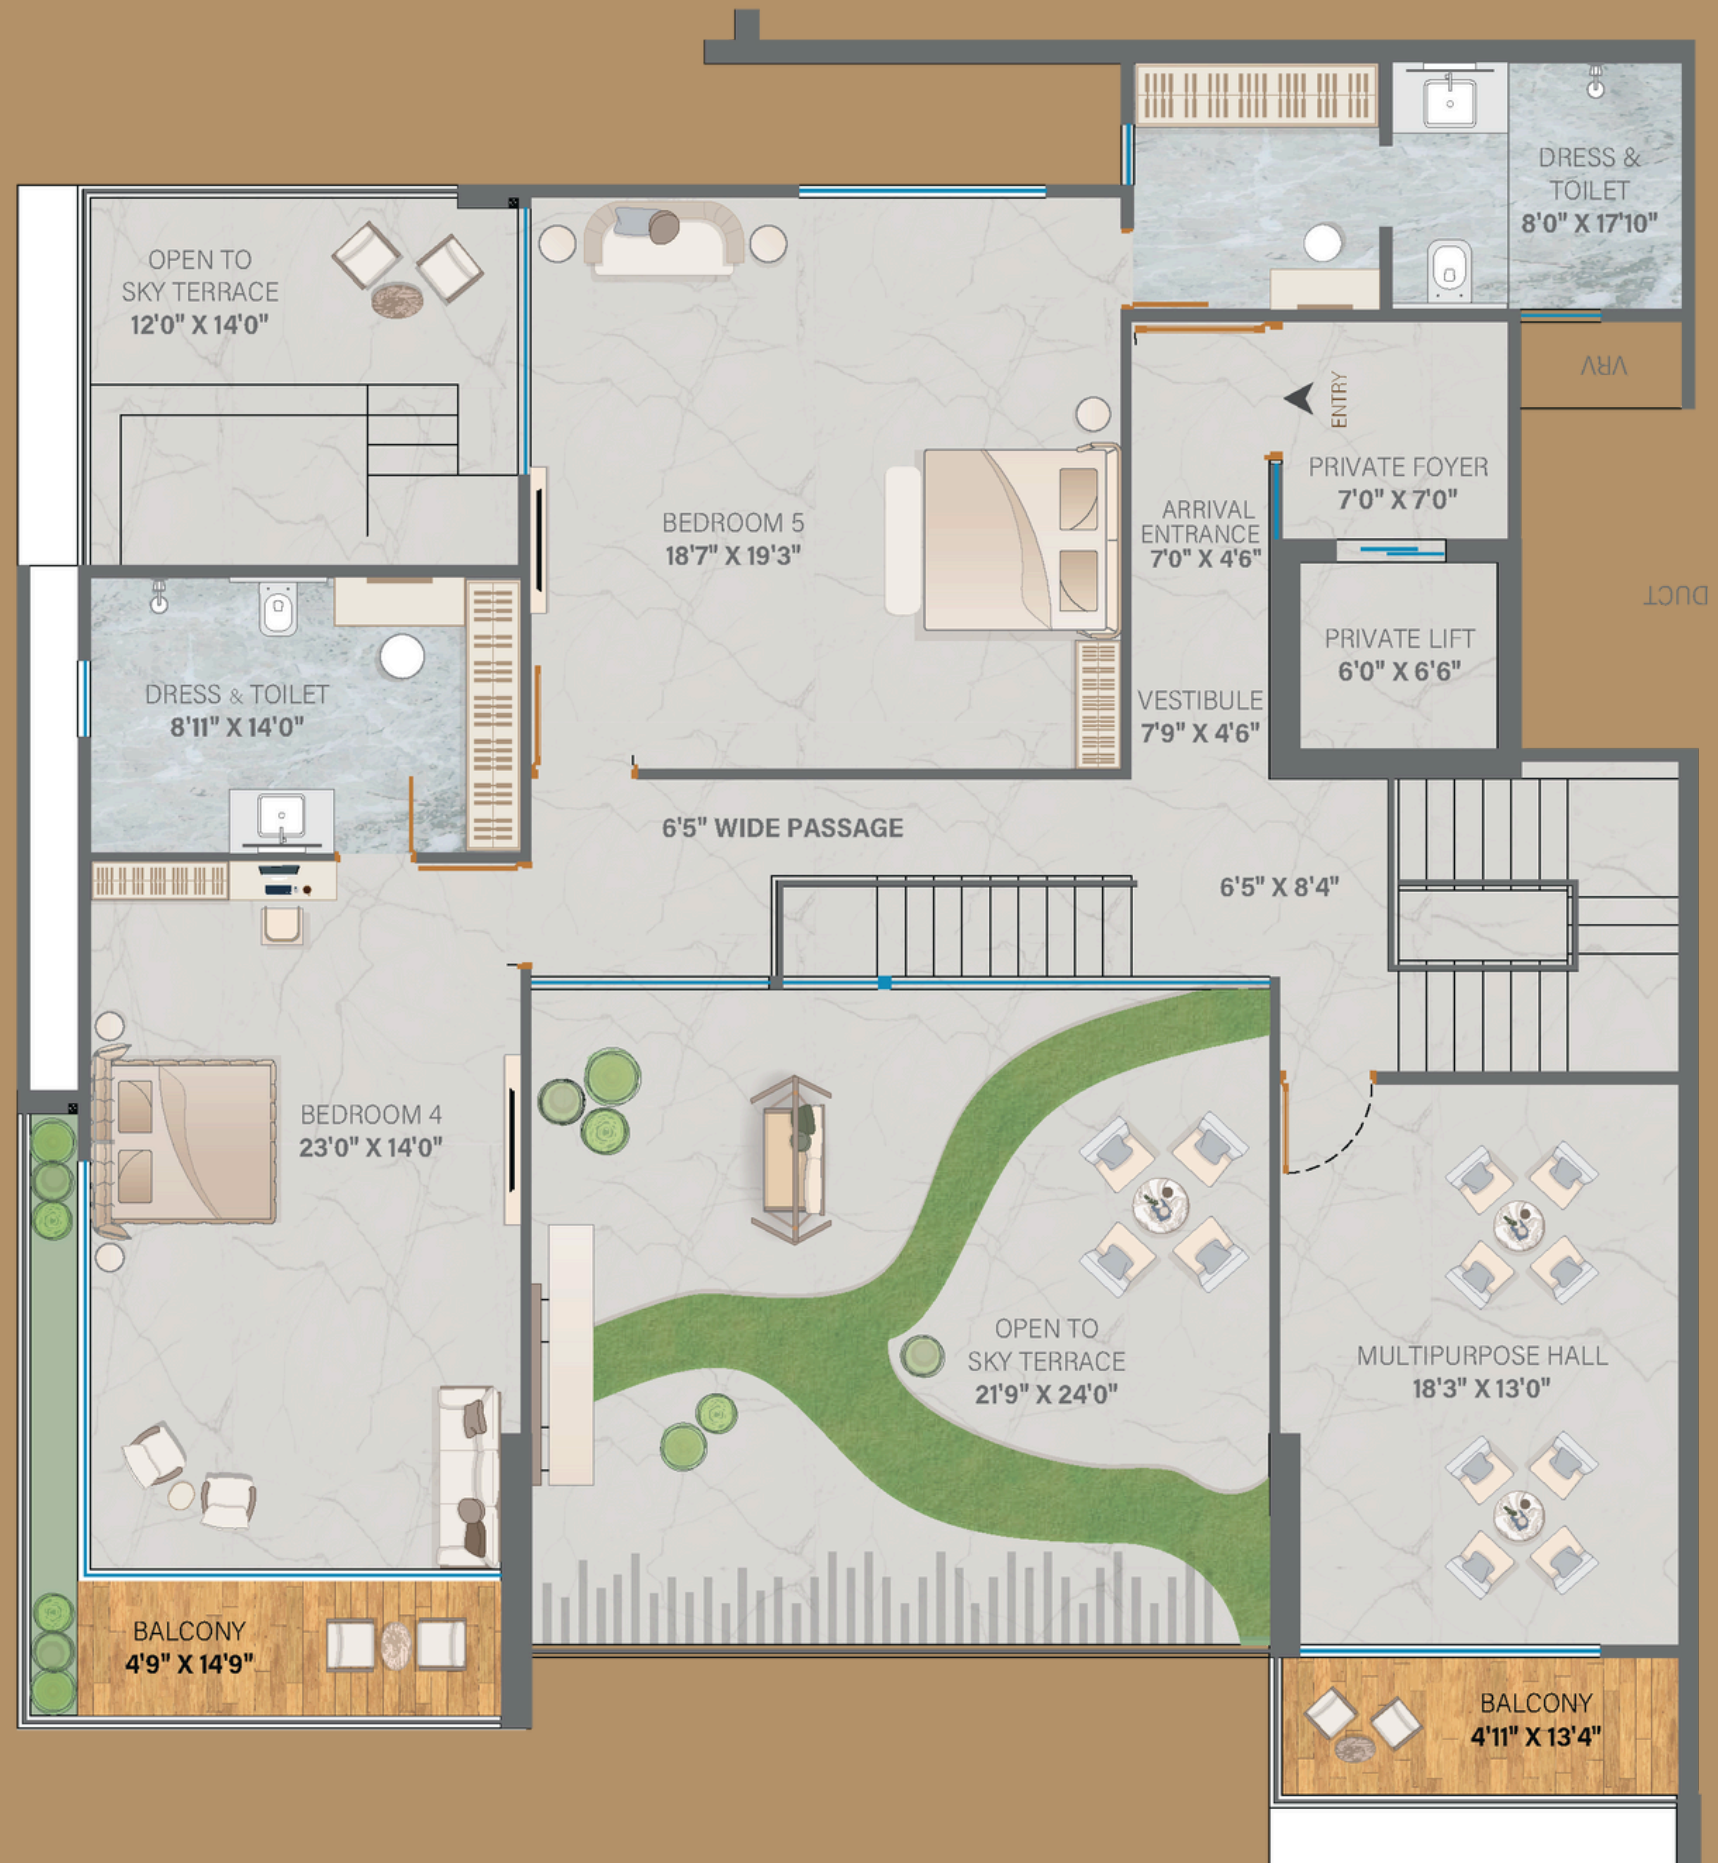 DRESS &
TOILET
8'0" X 17'10"
OPEN TO
SKY TERRACE
12'0" X 14'0"
VRV
ENTRY
PRIVATE FOYER
7'0" X 7'0"
BEDROOM 5
18'7" X 19'3"
ARRIVAL
ENTRANCE
7'0" X 4'6"
DUCT
PRIVATE LIFT
6'0" X 6'6"
DRESS & TOILET
8'11" X 14'0"
VESTIBULE
7'9" X 4'6"
6'5" WIDE PASSAGE
6'5" X 8'4"
BEDROOM 4
23'0" X 14'0"
OPEN TO
SKY TERRACE
21'9" X 24'0"
MULTIPURPOSE HALL
18'3" X 13'0"
BALCONY
4'9" X 14'9"
BALCONY
4'11" X 13'4"